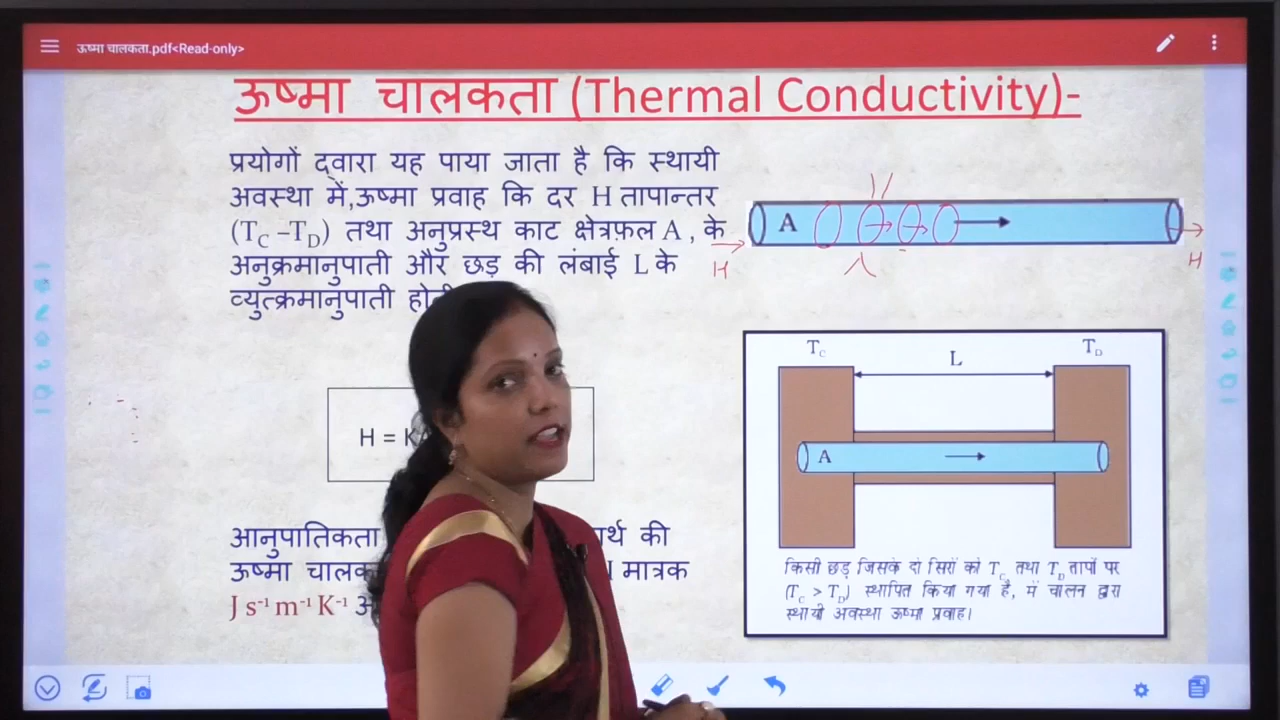 ऊष्मा चालकता.pdf<Read-only>
ऊष्मा चालकता (Thermal Conductivity)-
प्रयोगों द्वारा यह पाया जाता है कि स्थायी
अवस्था में,ऊष्मा प्रवाह कि दर H तापान्तर
(TC –TD) तथा अनुप्रस्थ काट क्षेत्रफ़ल A , के
अनुक्रमानुपाती और छड़ की लंबाई L के
व्युत्क्रमानुपाती
H = K
आनुपातिकता की
ऊष्मा मात्रक
J s-1 m-1 K-1
A
H
H
TC
L
TD
A
किसी छड़ जिसके दो सिरों को TC तथा TD तापों पर
(TC > TD) स्थापित किया गया है, में चालन द्वारा
स्थायी अवस्था ऊष्मा प्रवाह।